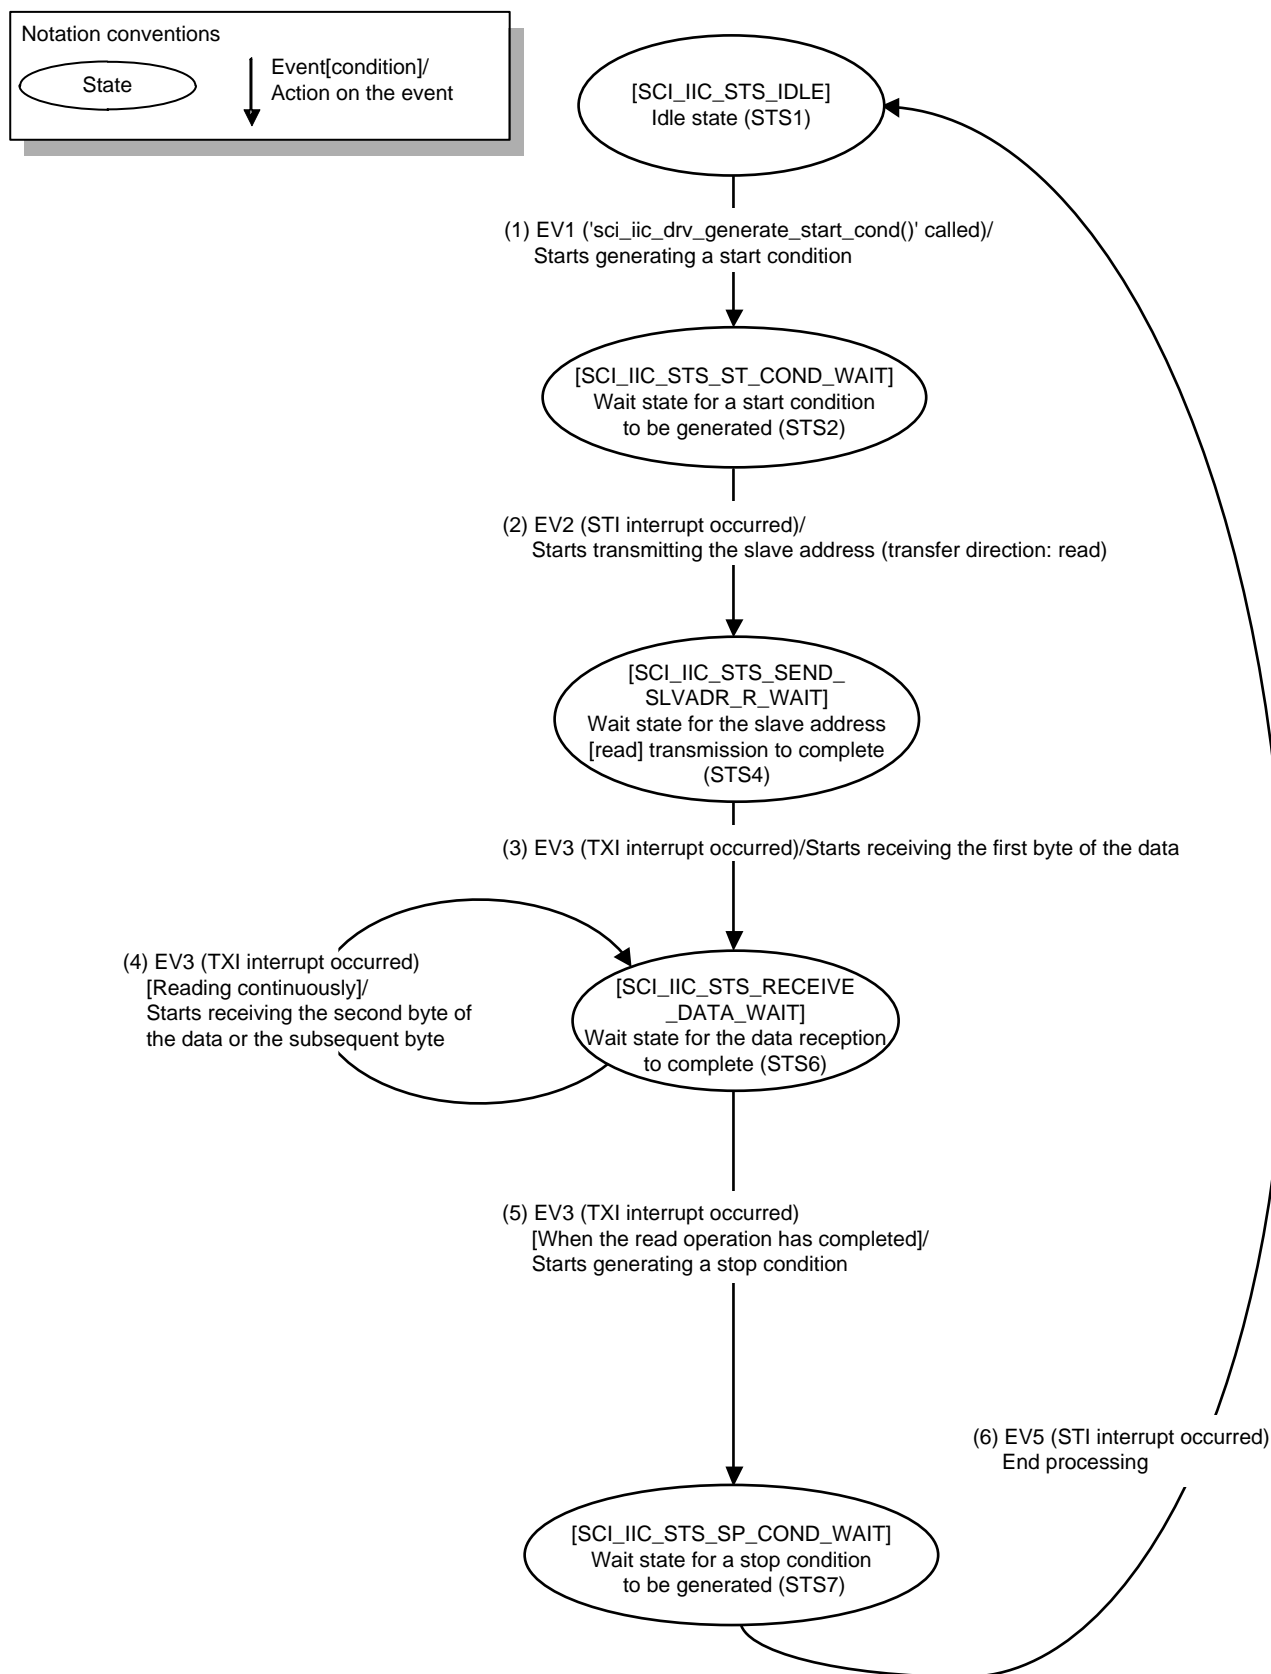 Notation conventions
State
Event[condition]/
Action on the event
[SCI_IIC_STS_IDLE]
Idle state (STS1)
(1) EV1 ('sci_iic_drv_generate_start_cond()' called)/
Starts generating a start condition
[SCI_IIC_STS_ST_COND_WAIT]
Wait state for a start condition
to be generated (STS2)
(2) EV2 (STI interrupt occurred)/
Starts transmitting the slave address (transfer direction: read)
[SCI_IIC_STS_SEND_
SLVADR_R_WAIT]
Wait state for the slave address
[read] transmission to complete
(STS4)
(3) EV3 (TXI interrupt occurred)/Starts receiving the first byte of the data
(4) EV3 (TXI interrupt occurred)
[Reading continuously]/
Starts receiving the second byte of
the data or the subsequent byte
[SCI_IIC_STS_RECEIVE
_DATA_WAIT]
Wait state for the data reception
to complete (STS6)
(5) EV3 (TXI interrupt occurred)
[When the read operation has completed]/
Starts generating a stop condition
(6) EV5 (STI interrupt occurred)
End processing
[SCI_IIC_STS_SP_COND_WAIT]
Wait state for a stop condition
to be generated (STS7)